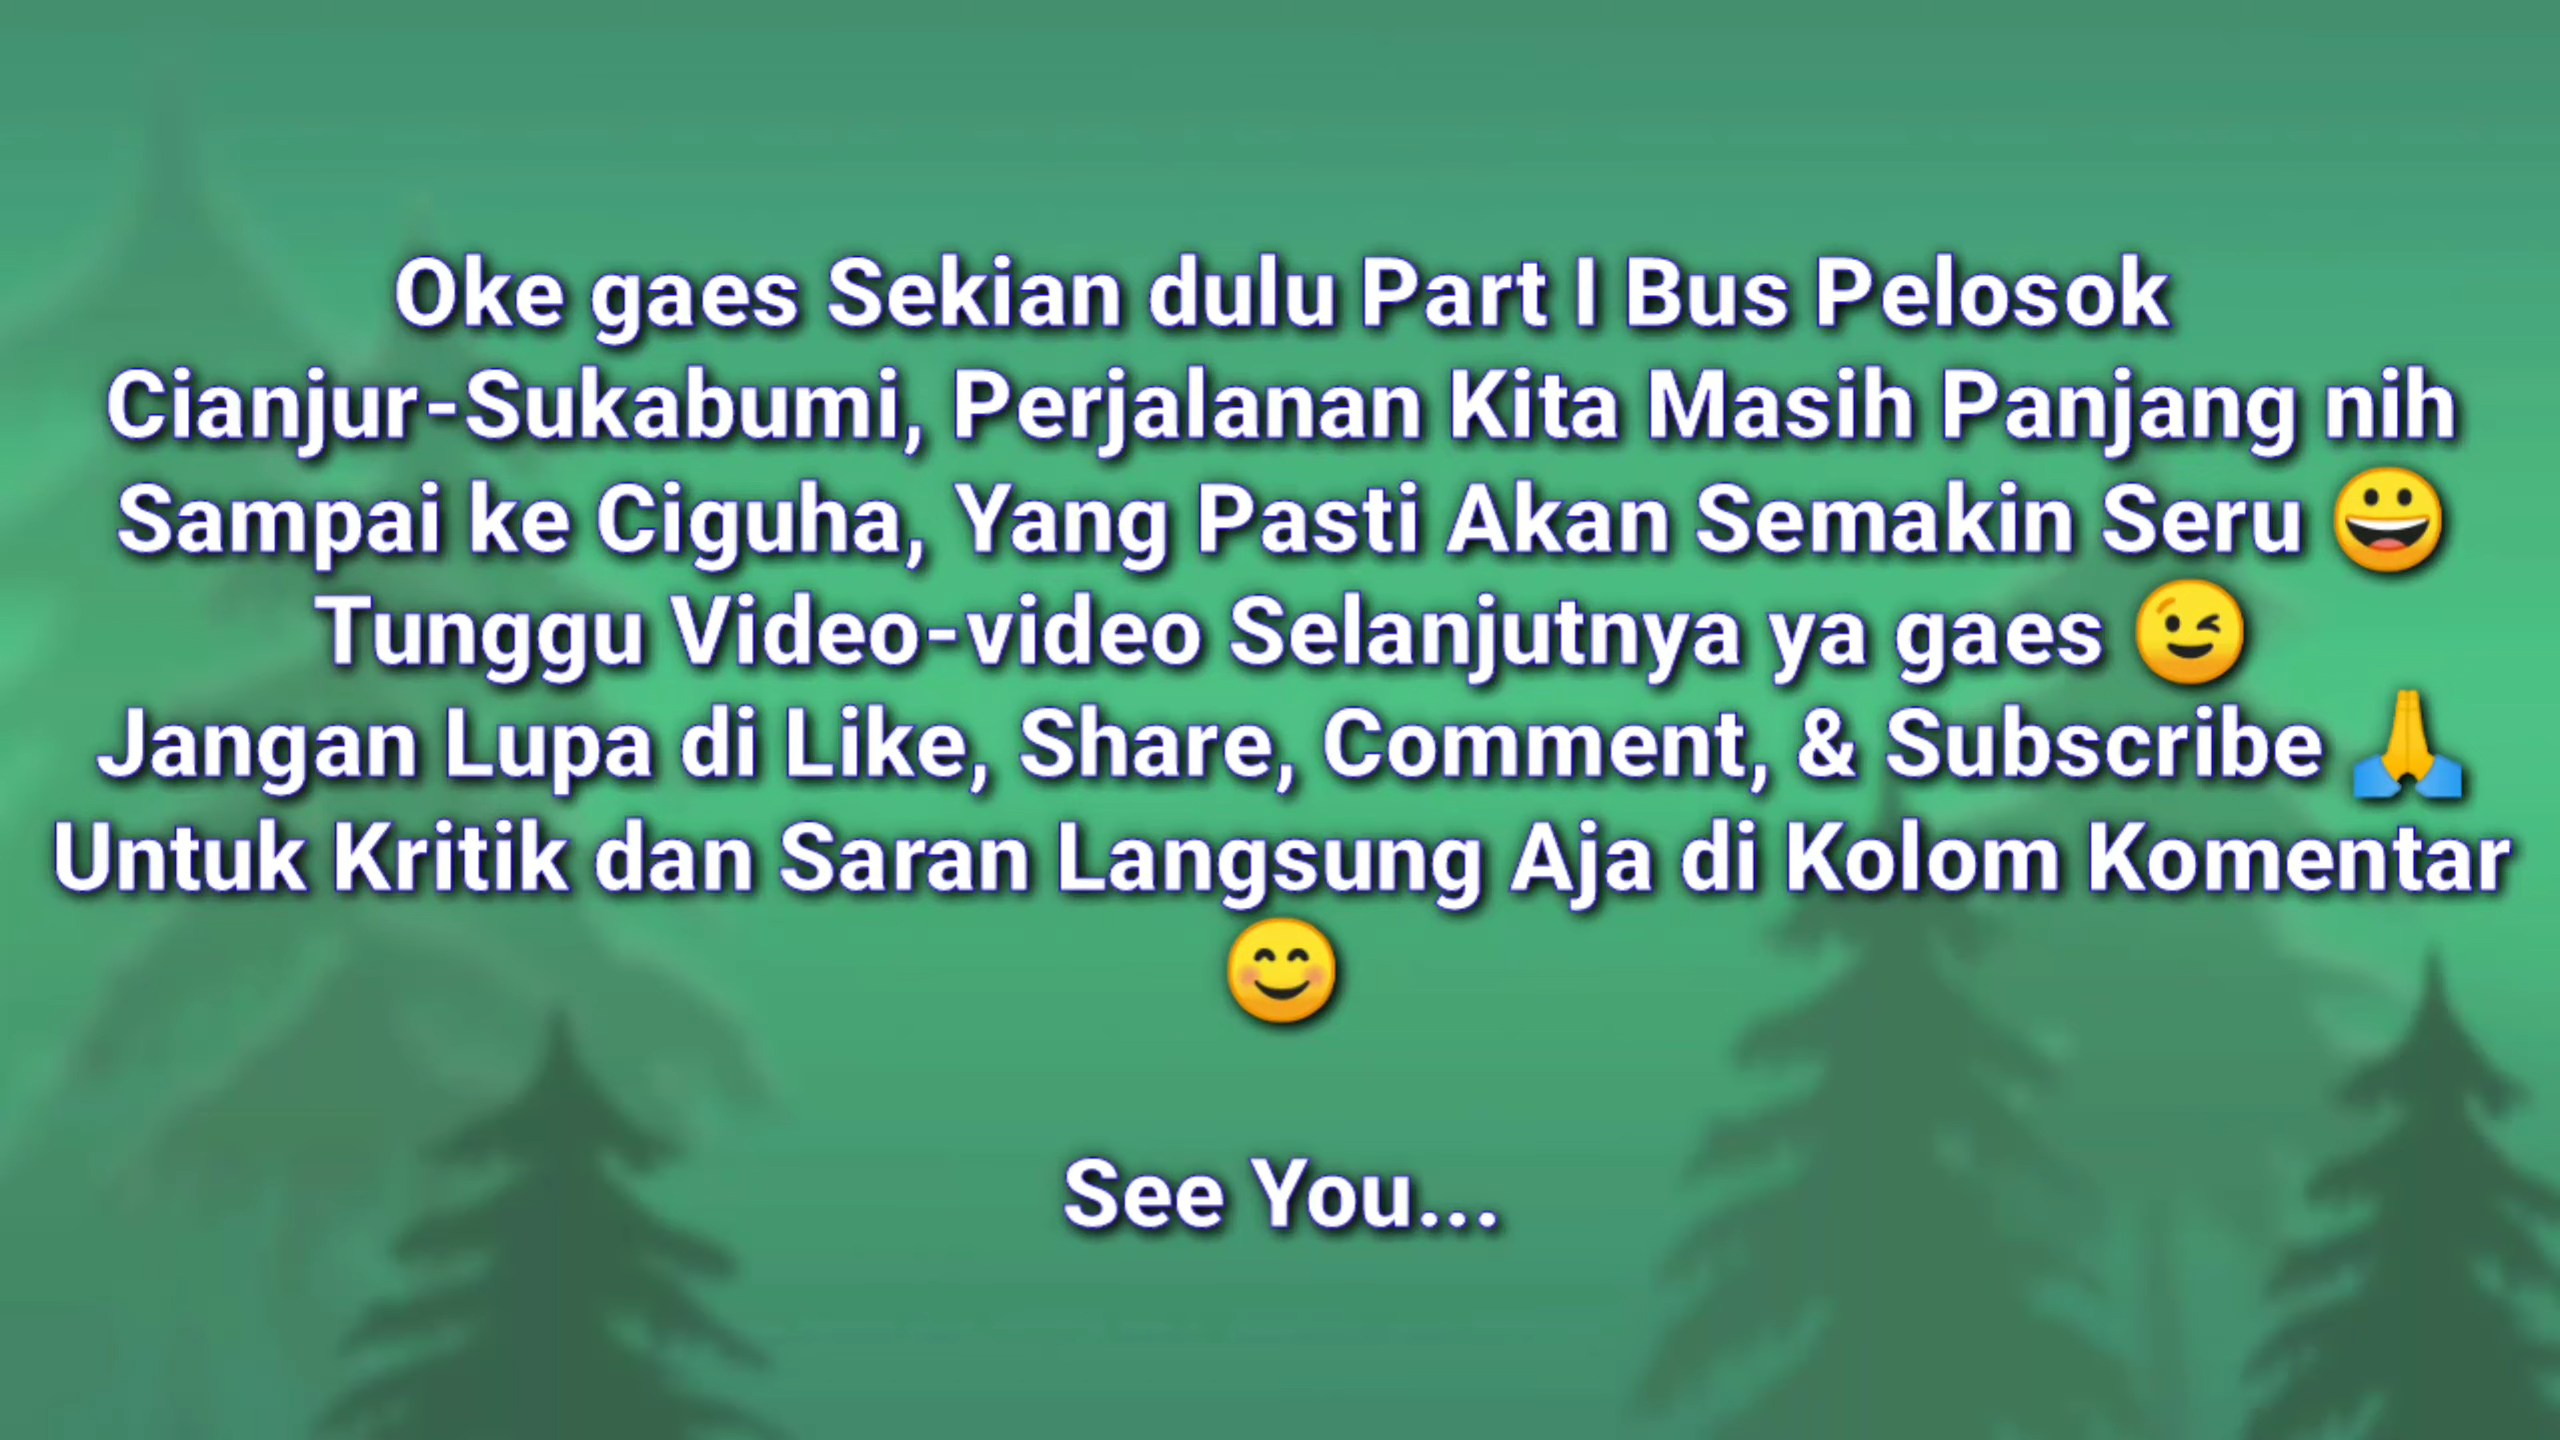 Oke gaes Sekian dulu Part I Bus Pelosok
Cianjur-Sukabumi, Perjalanan Kita Masih Panjang nih
Sampai ke Ciguha, Yang Pasti Akan Semakin Seru 😀
Tunggu Video-video Selanjutnya ya gaes 😉
Jangan Lupa di Like, Share, Comment, & Subscribe 🙏
Untuk Kritik dan Saran Langsung Aja di Kolom Komentar
😊
See You...